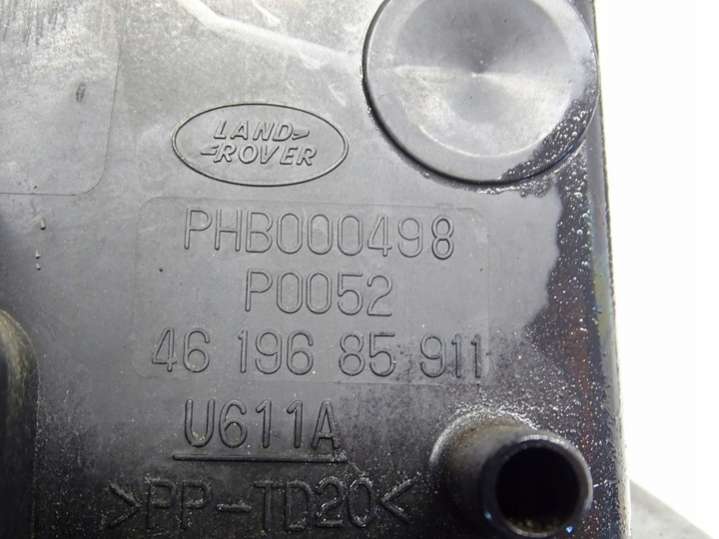 LAND
ROVER
PHB000498
P0052
46 196 85 911
U611A
>PP-TD20<